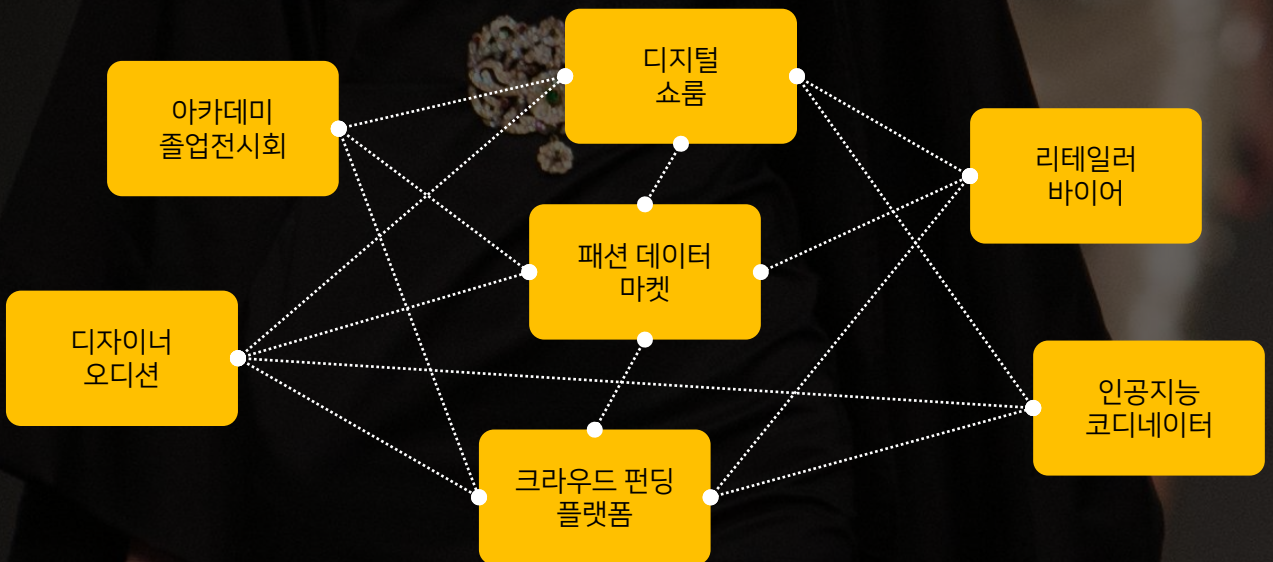 디지털
쇼룸
아카데미
졸업전시회
리테일러
바이어
패션 데이터
마켓
디자이너
오디션
인공지능
코디네이터
크라우드 펀딩
플랫폼